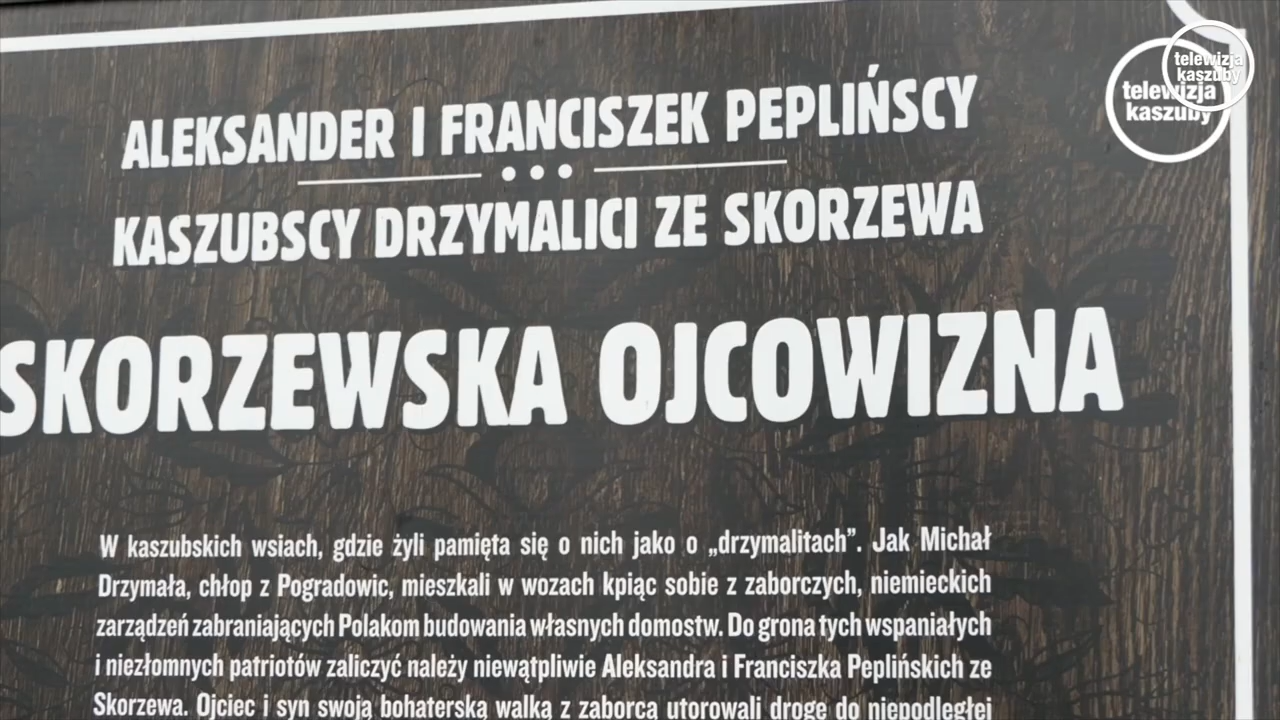 ALEKSANDER I FRANCISZEK PEPLIŃSCY
KASZUBSCY DRZYMALICI ZE SKORZEWA
SKORZEWSKA OJCOWIZNA
W kaszubskich wsiach, gdzie żyli pamięta się o nich jako o „drzymalitach”. Jak Michał
Drzymała, chłop z Pogradowic, mieszkali w wozach kpiąc sobie z zaborczych, niemieckich
zarządzeń zabraniających Polakom budowania własnych domostw. Do grona tych wspaniałych
i niezłomnych patriotów zaliczyć należy niewątpliwie Aleksandra i Franciszka Peplińskich ze
Skorzewa. Ojciec i syn swoją bohaterską walką z zaborcą utorowali drogę do niepodległej
telewizja
kaszuby
telewizja
kaszuby